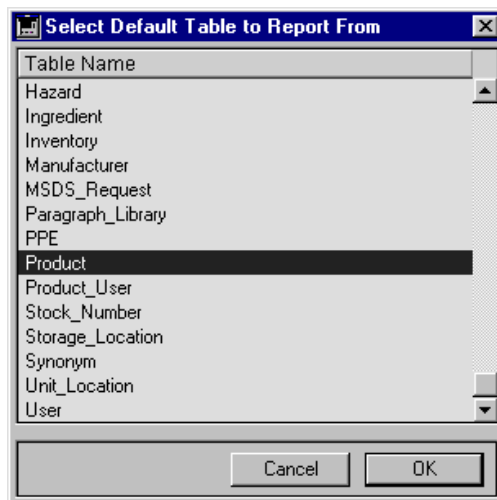 Select Default Table to Report From
Table Name
Hazard
Ingredient
Inventory
Manufacturer
MSDS_Request
Paragraph_Library
PPE
Product
Product_User
Stock_Number
Storage_Location
Synonym
Unit_Location
User
Cancel OK